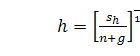 h = [s_h / (n+g)]^1